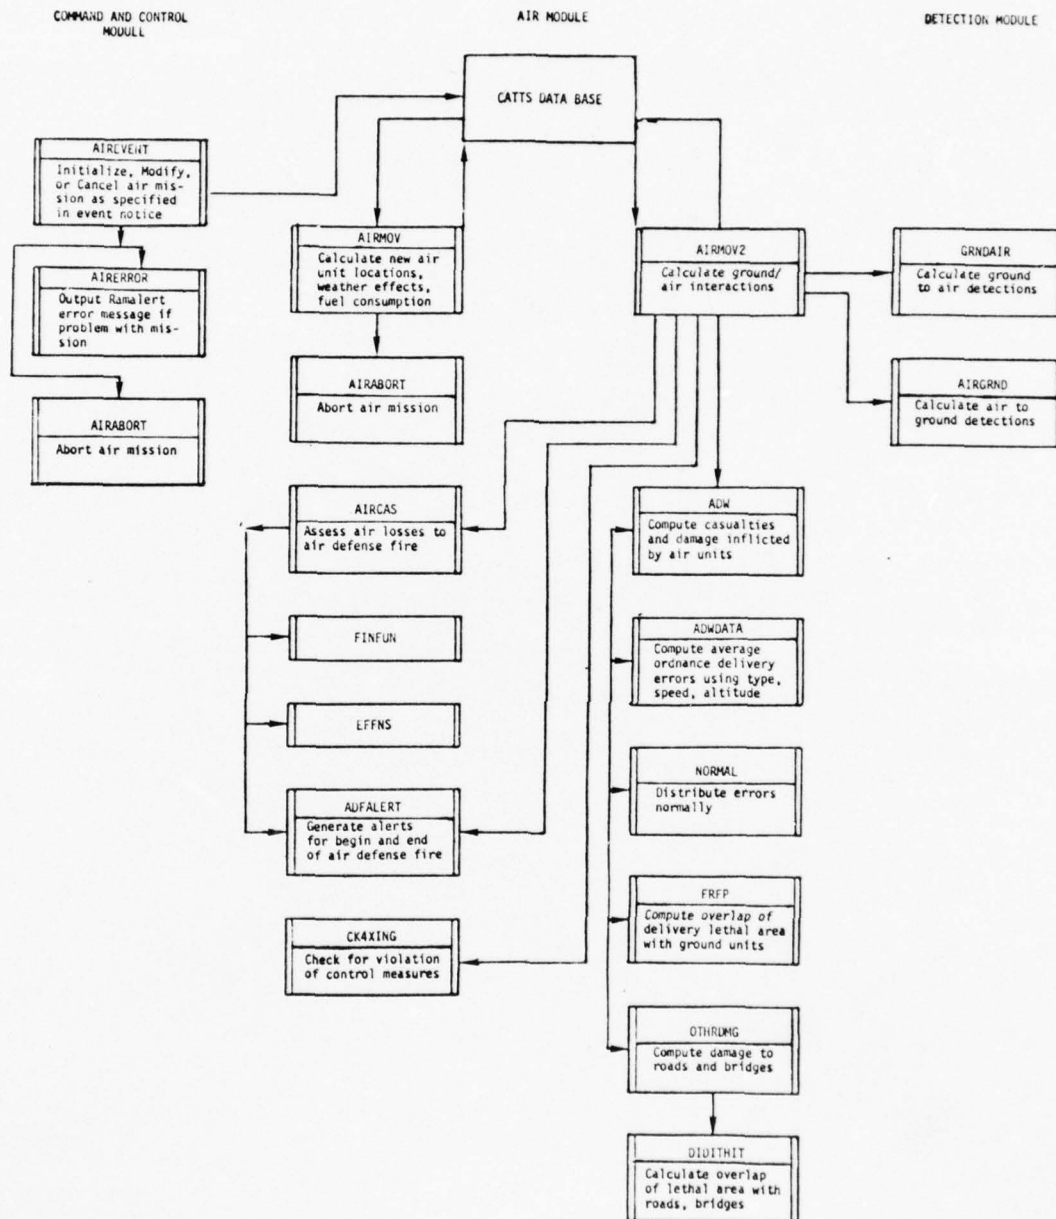 COMMAND AND CONTROL
MODULL
AIR MODULE
DETECTION MODULE
CATTS DATA BASE
AIREVENT
Initialize, Modify,
or Cancel air mis-
sion as specified
in event notice
AIRERROR
Output Ramalert
error message if
problem with mis-
sion
AIRABORT
Abort air mission
AIRMOV
Calculate new air
unit locations,
weather effects,
fuel consumption
AIRABORT
Abort air mission
AIRCAS
Assess air losses to
air defense fire
FINFUN
EFFNS
ADFALERT
Generate alerts
for begin and end
of air defense fire
CK4XING
Check for violation
of control measures
AIRMOV2
Calculate ground/
air interactions
ADW
Compute casualties
and damage inflicted
by air units
ADWDATA
Compute average
ordnance delivery
errors using type,
speed, altitude
NORMAL
Distribute errors
normally
FRFP
Compute overlap of
delivery lethal area
with ground units
OTHRDMG
Compute damage to
roads and bridges
DIDITHIT
Calculate overlap
of lethal area with
roads, bridges
GRNDAIR
Calculate ground
to air detections
AIRGRND
Calculate air to
ground detections